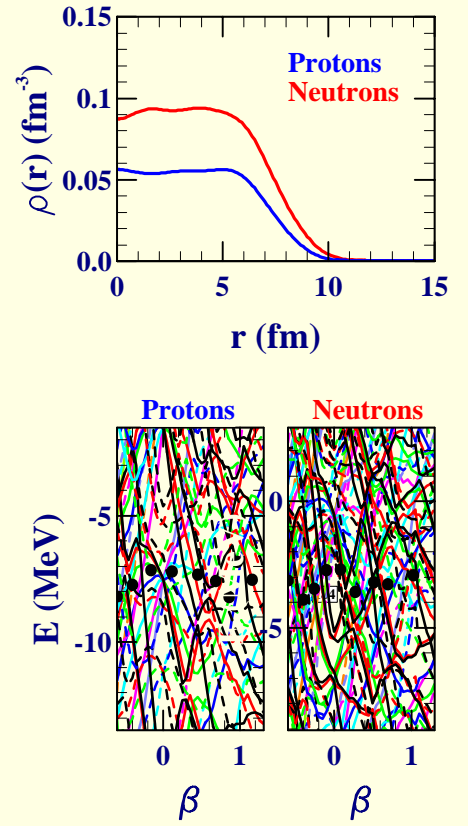 0.15
Protons
Neutrons
0.1
0.05
0.0
ρ(r) (fm⁻³)
0 5 10 15
r (fm)
Protons Neutrons
-5
-10
E (MeV)
0
-5
0 1 0 1
β β